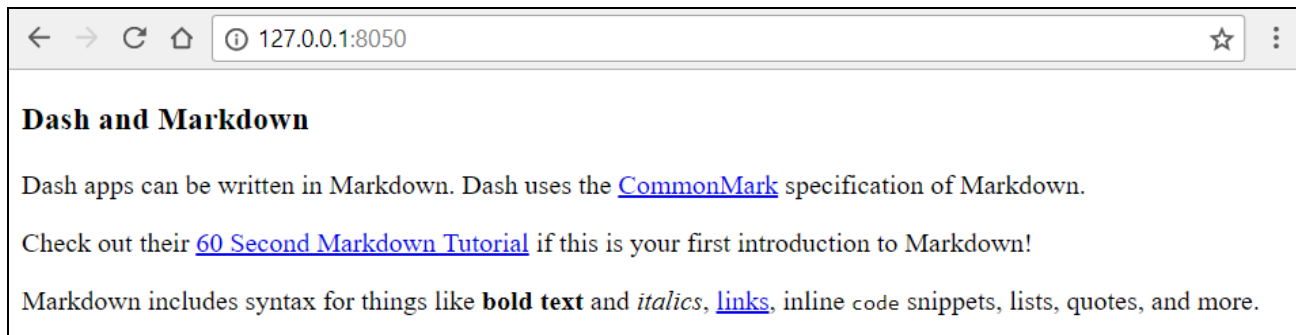 127.0.0.1:8050
Dash and Markdown
Dash apps can be written in Markdown. Dash uses the CommonMark specification of Markdown.
Check out their 60 Second Markdown Tutorial if this is your first introduction to Markdown!
Markdown includes syntax for things like bold text and italics, links, inline code snippets, lists, quotes, and more.